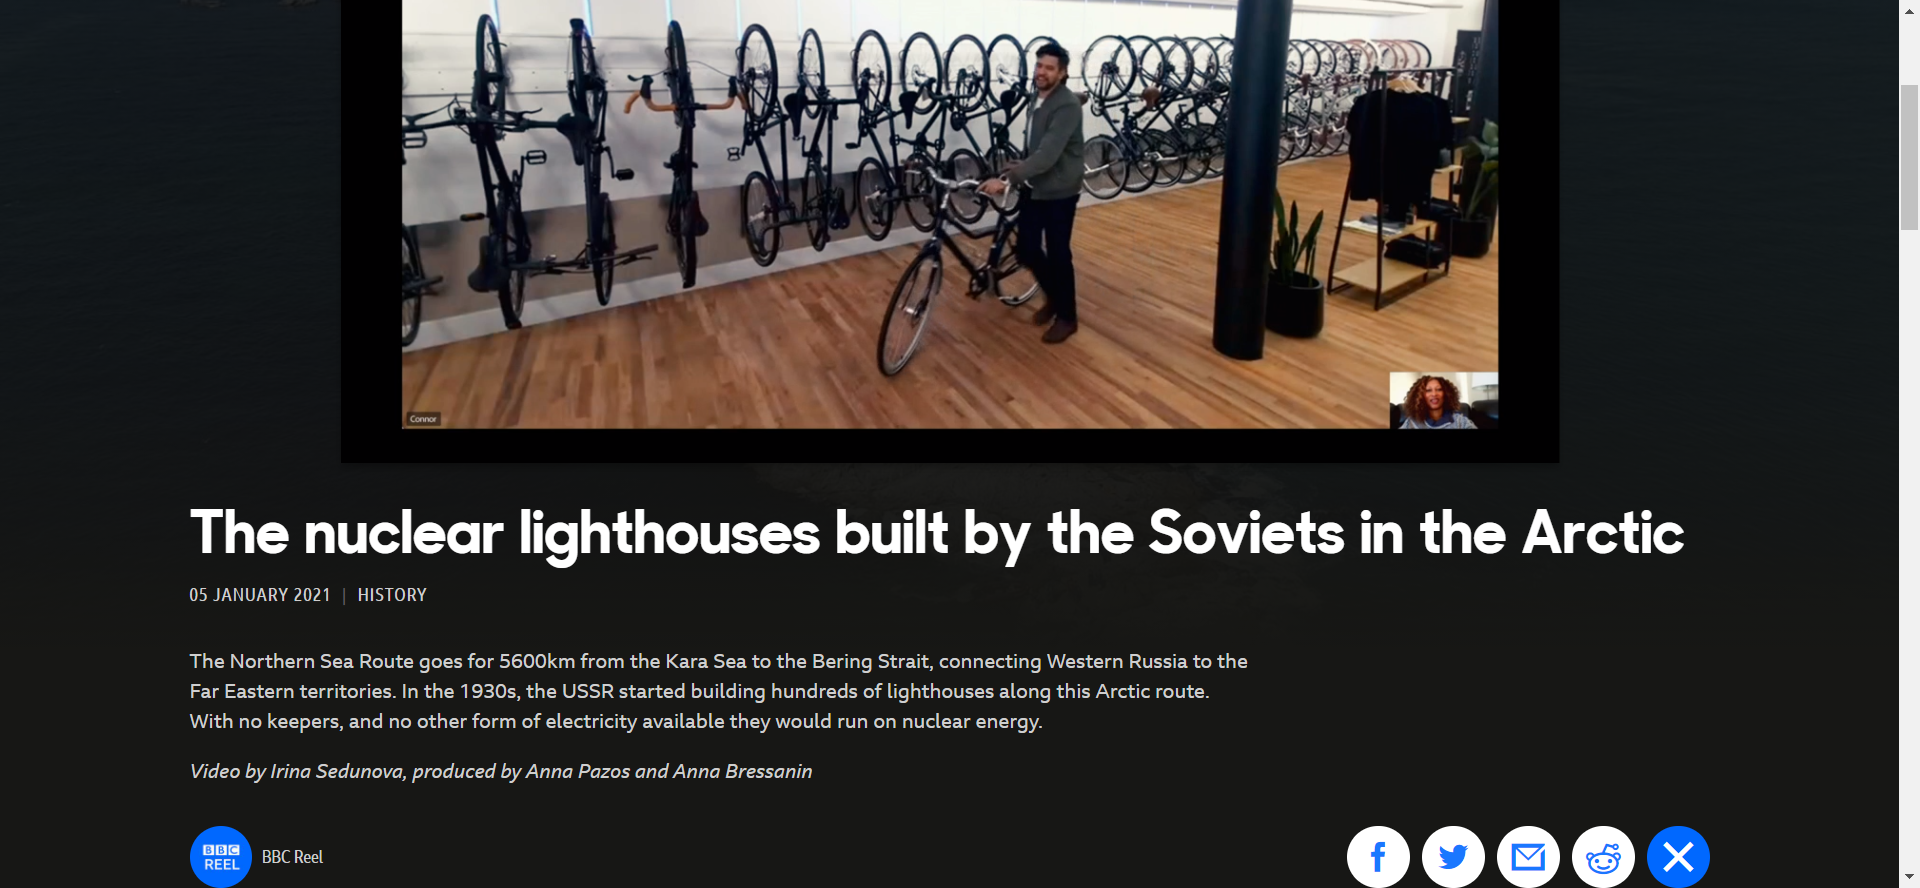 Connor
The nuclear lighthouses built by the Soviets in the Arctic
05 JANUARY 2021 | HISTORY
The Northern Sea Route goes for 5600km from the Kara Sea to the Bering Strait, connecting Western Russia to the
Far Eastern territories. In the 1930s, the USSR started building hundreds of lighthouses along this Arctic route.
With no keepers, and no other form of electricity available they would run on nuclear energy.
Video by Irina Sedunova, produced by Anna Pazos and Anna Bressanin
BBC
REEL
BBC Reel